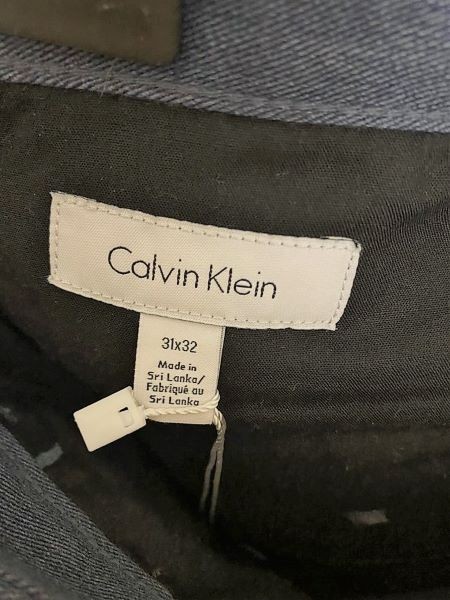 Calvin Klein
31x32
Made in
Sri Lanka/
Fabriqué au
Sri Lanka